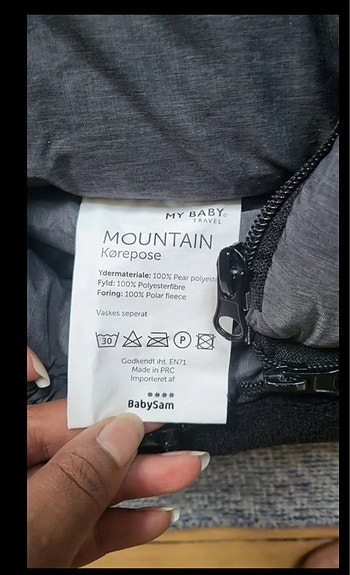 MY BABY
TRAVEL
MOUNTAIN
Kørepose
Ydermateriale: 100% Pear polyest
Fyld: 100% Polyesterfibre
Foring: 100% Polar fleece
Vaskes seperat
30 P
Godkendt iht. EN71
Made in PRC
Importeret af
BabySam